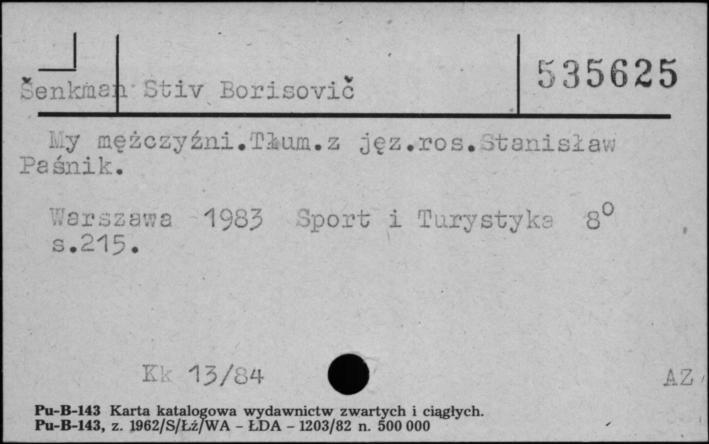 Šenkman Stiv Borisovič
535625
My mężczyźni.Tłum.z jęz.ros.Stanisław
Paśnik.
Warszawa 1983 Sport i Turystyka 8°
s.215.
Kk 13/84
AZ
Pu-B-143 Karta katalogowa wydawnictw zwartych i ciągłych.
Pu-B-143, z. 1962/S/Łź/WA - ŁDA - 1203/82 n. 500 000